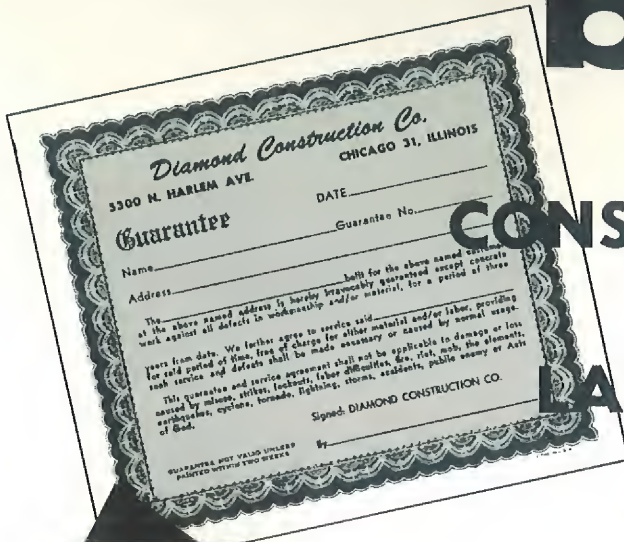 Diamond Construction Co.
5300 N. HARLEM AVE.
CHICAGO 31, ILLINOIS
Guarantee
DATE
Guarantee No.
Name
Address
The built for the above named customer
at the above named address is hereby irrevocably guaranteed except concrete
work against all defects in workmanship and/or material, for a period of three
years from date. We further agree to service said
for said period of time, free of charge for either material and/or labor, providing
such service and defects shall be made necessary or caused by normal usage.
This guarantee and service agreement shall not be applicable to damage or loss
caused by misuse, strikes, lockouts, labor difficulties, fire, riot, mob, the elements,
earthquakes, cyclone, tornado, lightning, storms, accidents, public enemy or Acts
of God.
Signed: DIAMOND CONSTRUCTION CO.
By
GUARANTEE NOT VALID UNLESS
PAINTED WITHIN TWO WEEKS
CONS
LA